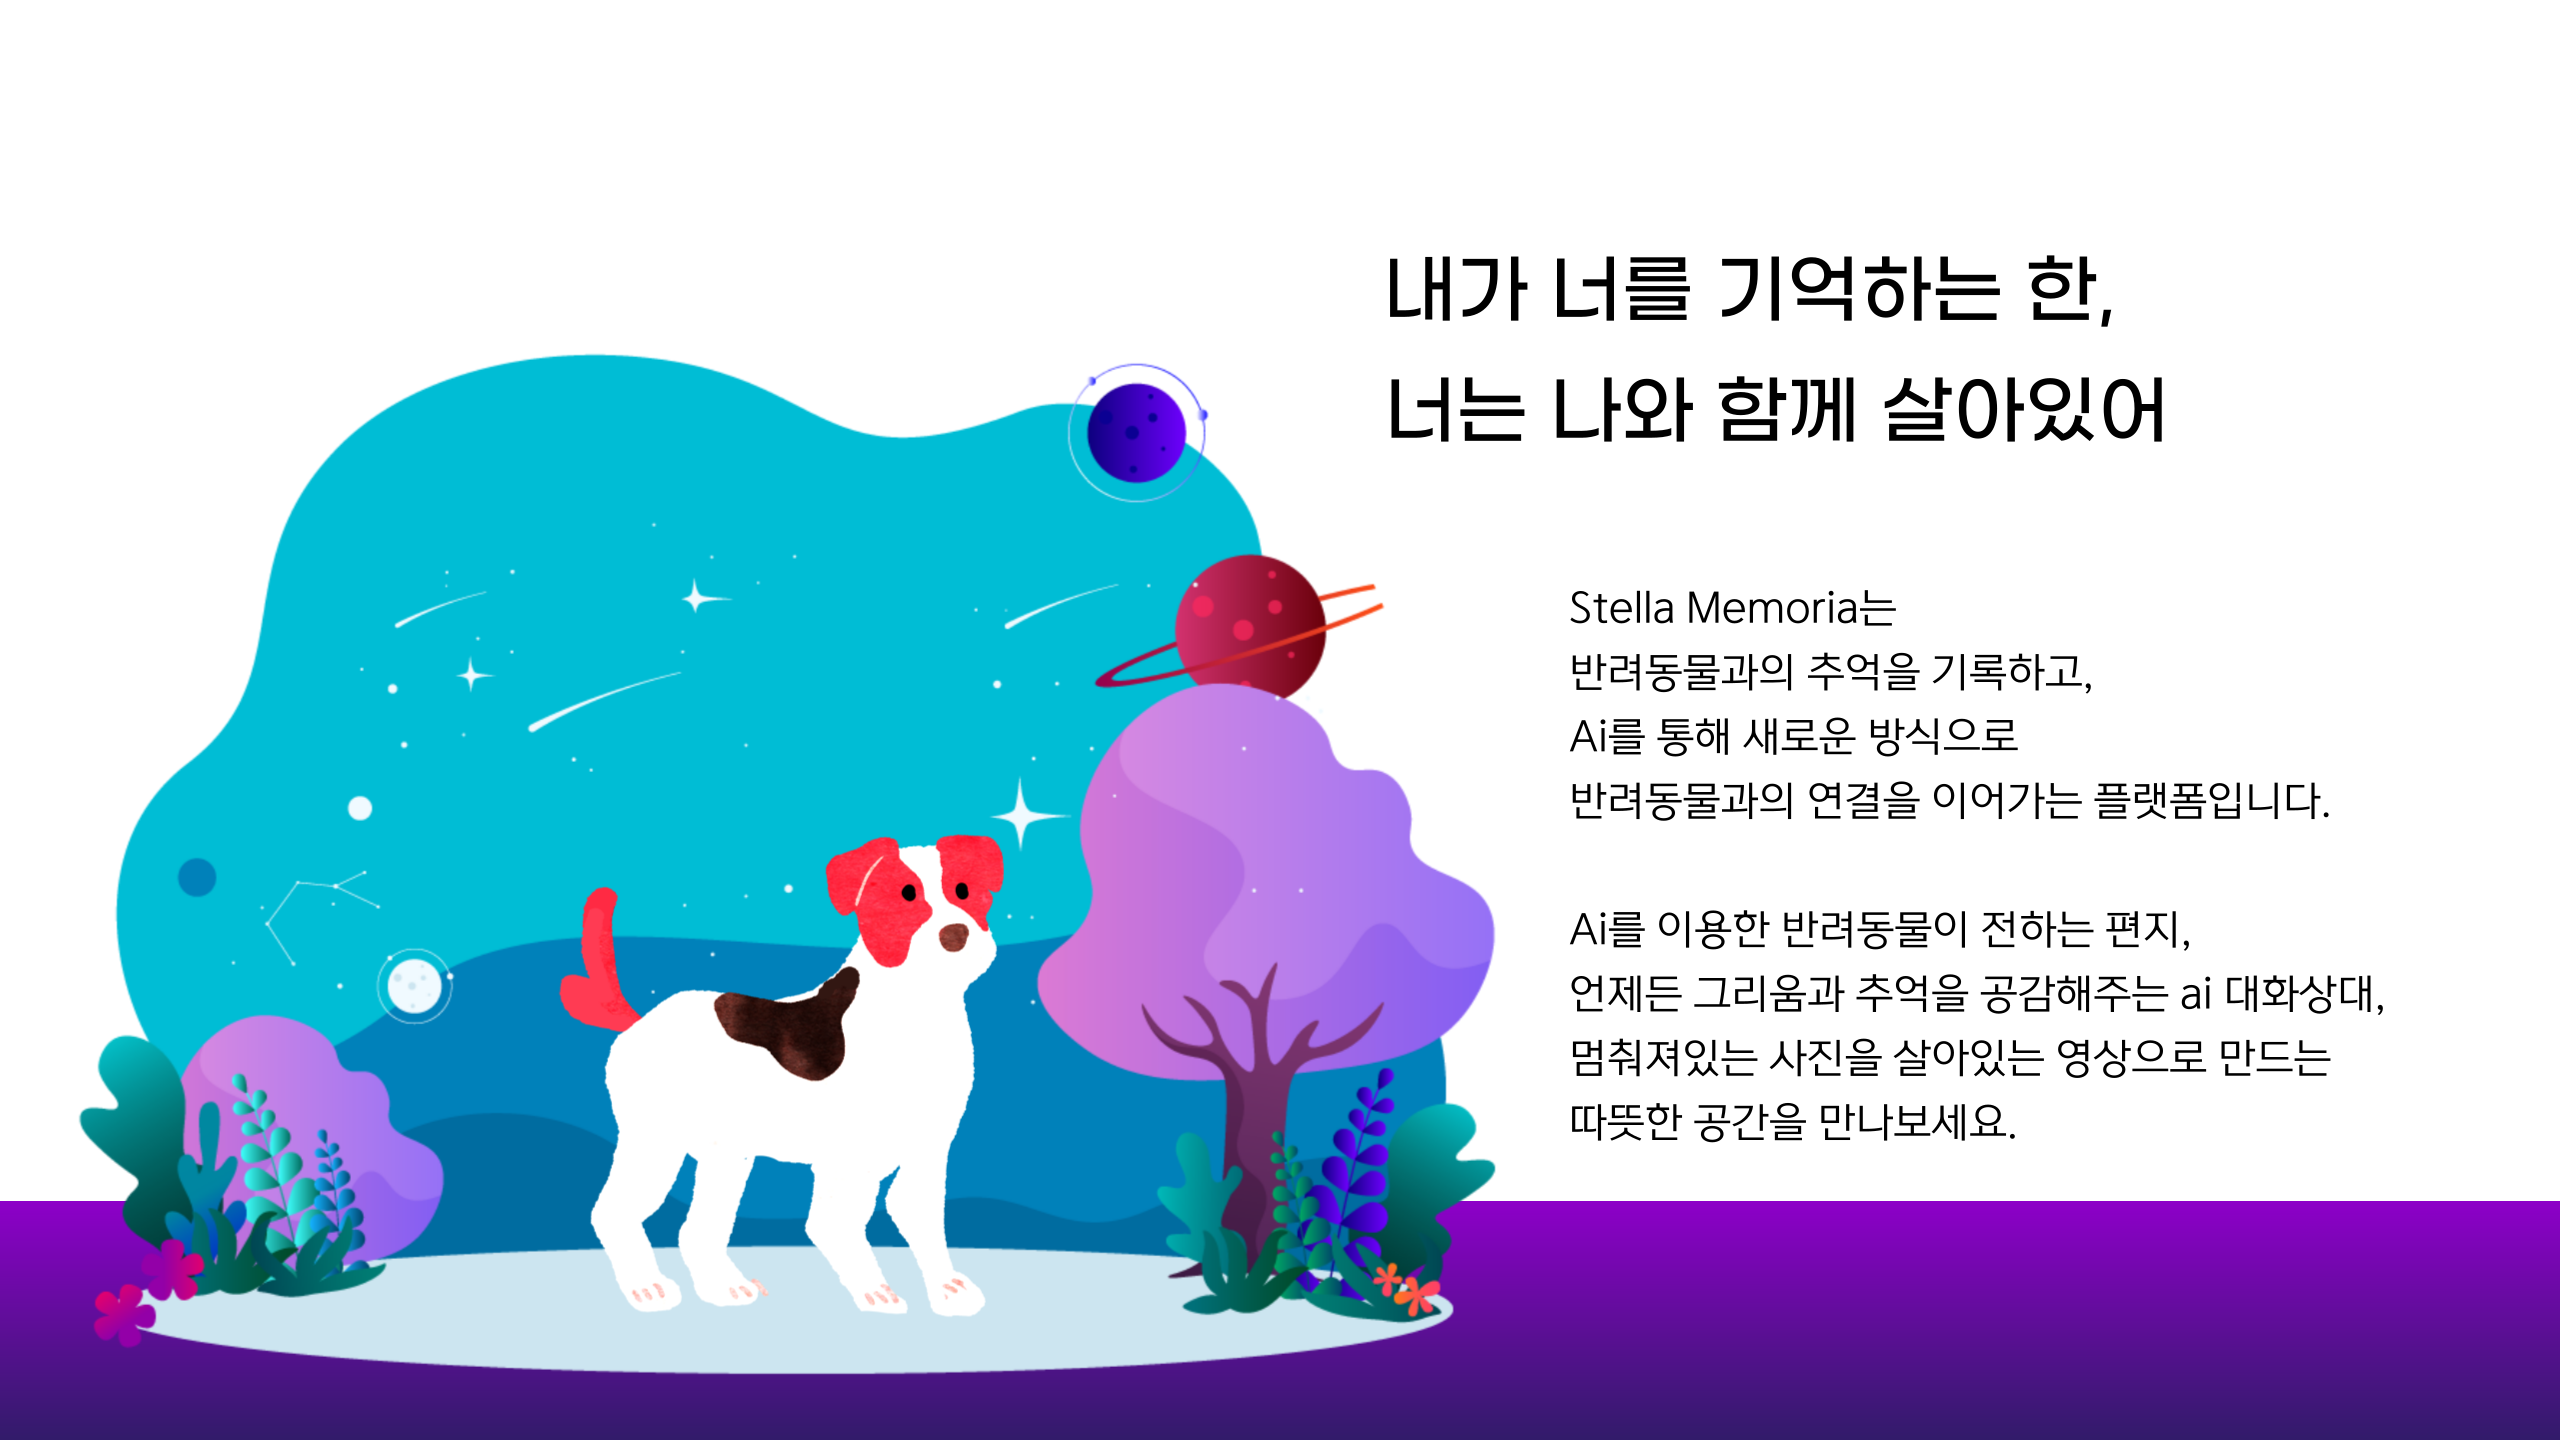 내가 너를 기억하는 한,
너는 나와 함께 살아있어
Stella Memoria는
반려동물과의 추억을 기록하고,
Ai를 통해 새로운 방식으로
반려동물과의 연결을 이어가는 플랫폼입니다.
Ai를 이용한 반려동물이 전하는 편지,
언제든 그리움과 추억을 공감해주는 ai 대화상대,
멈춰져있는 사진을 살아있는 영상으로 만드는
따뜻한 공간을 만나보세요.